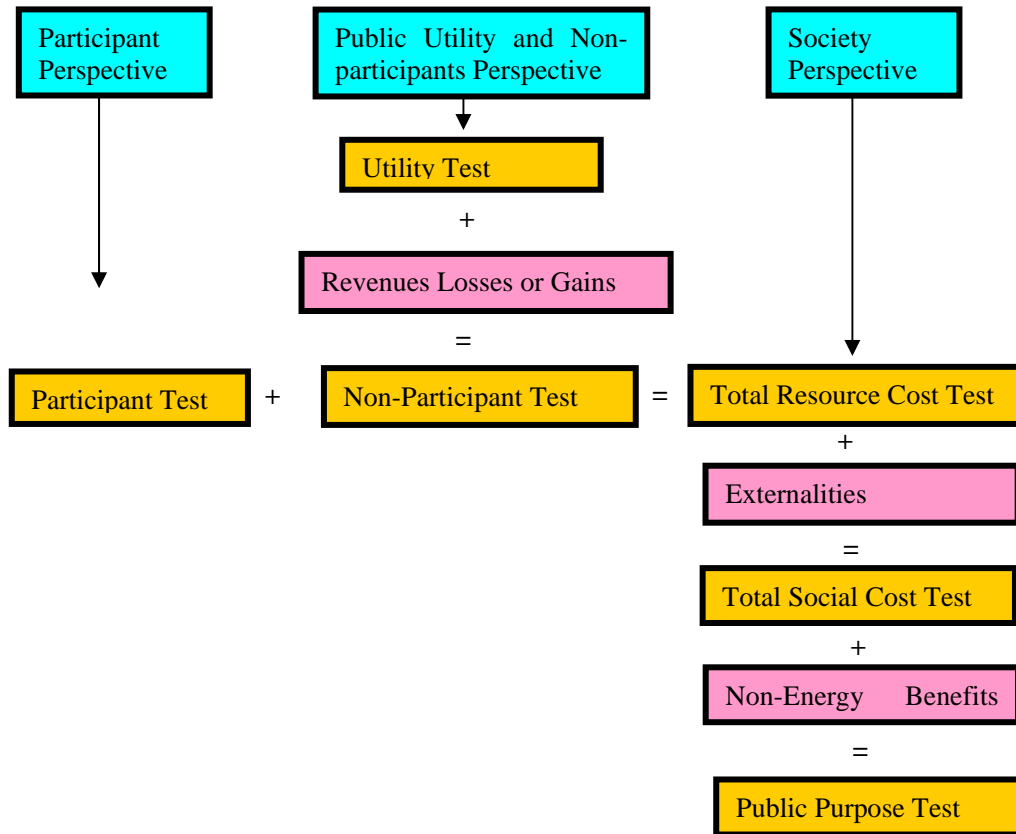 Participant
Perspective
Public Utility and Non-
participants Perspective
Society
Perspective
Utility Test
+
Revenues Losses or Gains
=
Participant Test + Non-Participant Test = Total Resource Cost Test
+
Externalities
=
Total Social Cost Test
+
Non-Energy Benefits
=
Public Purpose Test